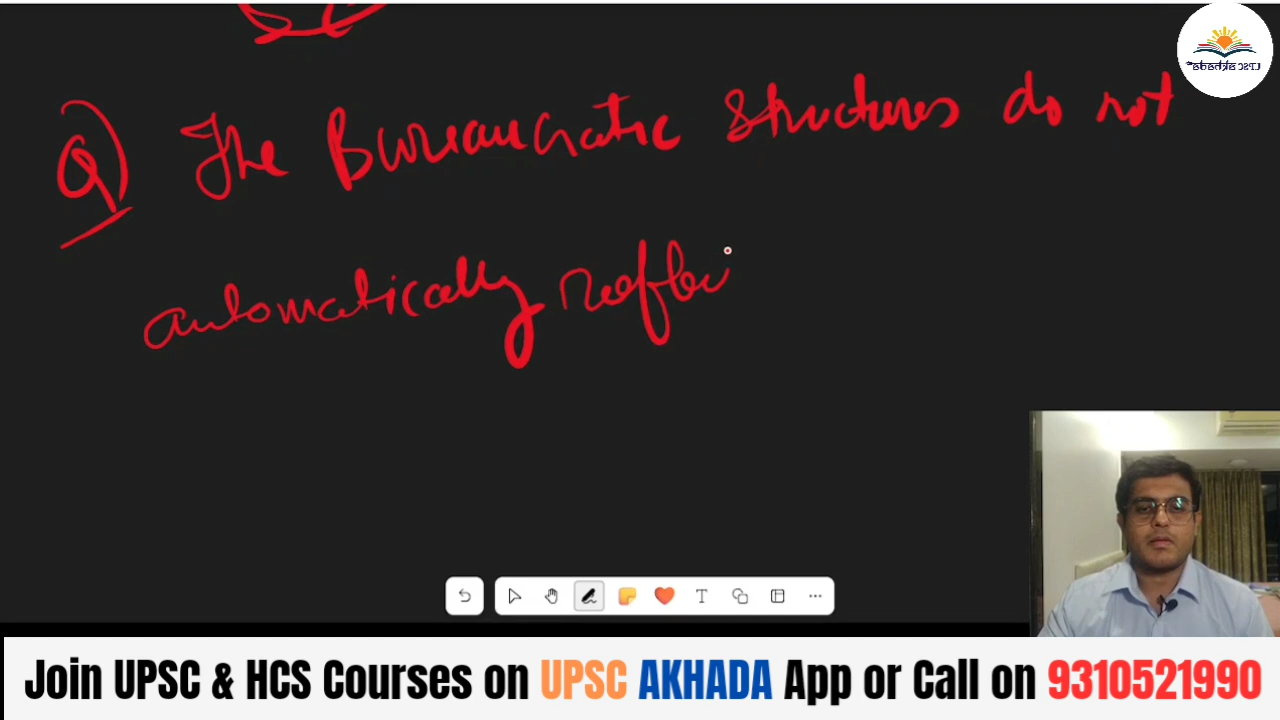 Q) The Bureaucratic Structures do not
automatically reflec
T
Join UPSC & HCS Courses on UPSC AKHADA App or Call on 9310521990